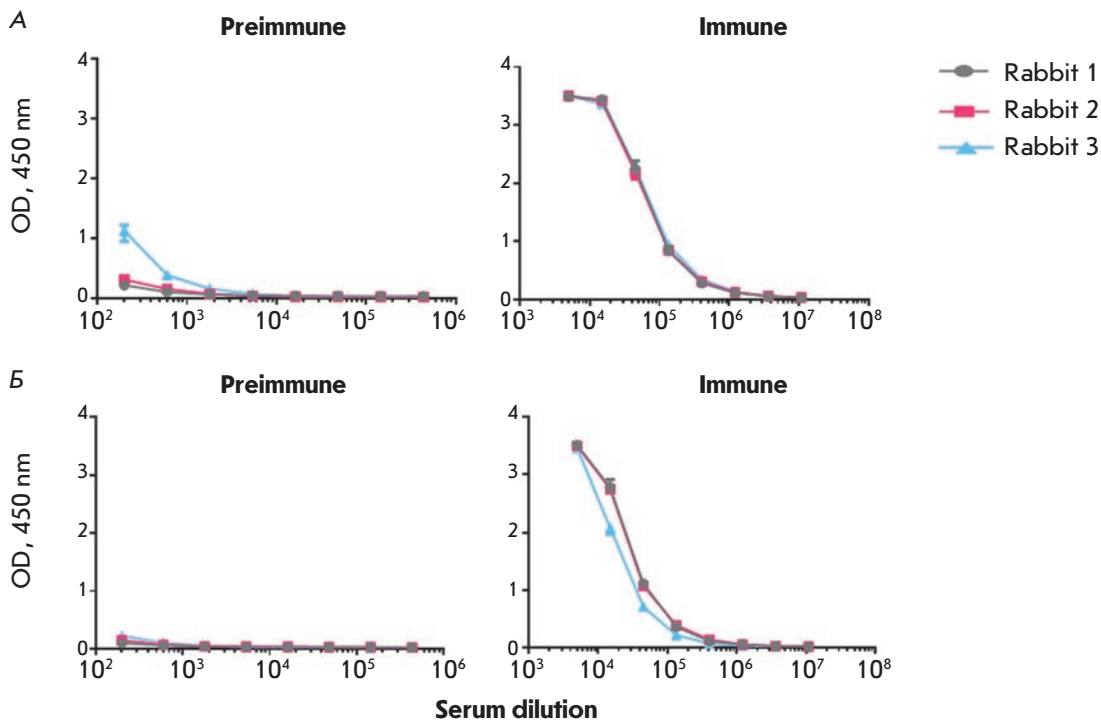 А
Preimmune
Immune
Rabbit 1
Rabbit 2
Rabbit 3
OD, 450 nm
4
3
2
1
0
10² 10³ 10⁴ 10⁵ 10⁶
4
3
2
1
0
10³ 10⁴ 10⁵ 10⁶ 10⁷ 10⁸
Б
Preimmune
Immune
OD, 450 nm
4
3
2
1
0
10² 10³ 10⁴ 10⁵ 10⁶
4
3
2
1
0
10³ 10⁴ 10⁵ 10⁶ 10⁷ 10⁸
Serum dilution